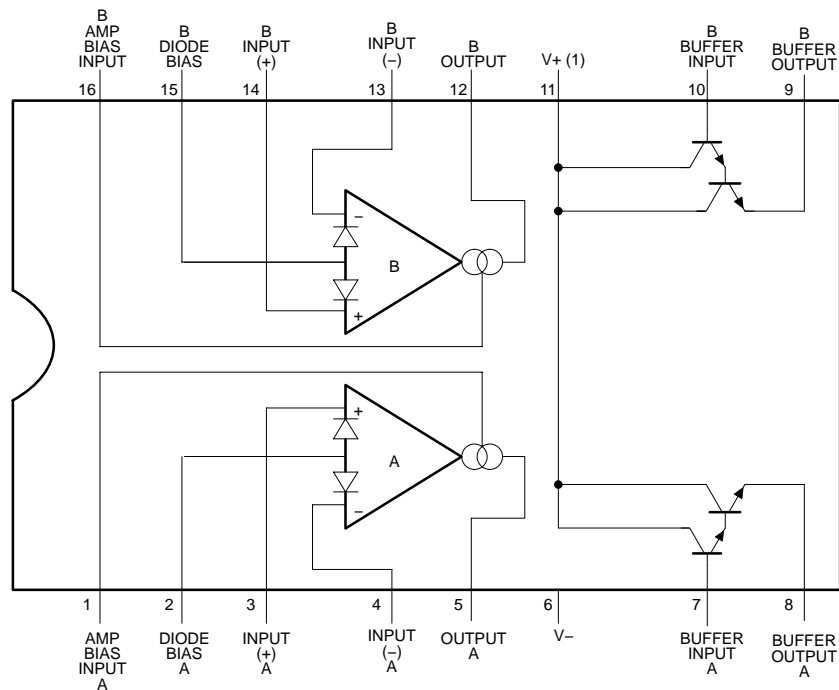 B
AMP
BIAS
INPUT
B
DIODE
BIAS
B
INPUT
(+)
B
INPUT
(–)
B
OUTPUT
V+ (1)
B
BUFFER
INPUT
B
BUFFER
OUTPUT
16
15
14
13
12
11
10
9
–
B
+
+
A
–
1
2
3
4
5
6
7
8
AMP
BIAS
INPUT
A
DIODE
BIAS
A
INPUT
(+)
A
INPUT
(–)
A
OUTPUT
A
V–
BUFFER
INPUT
A
BUFFER
OUTPUT
A